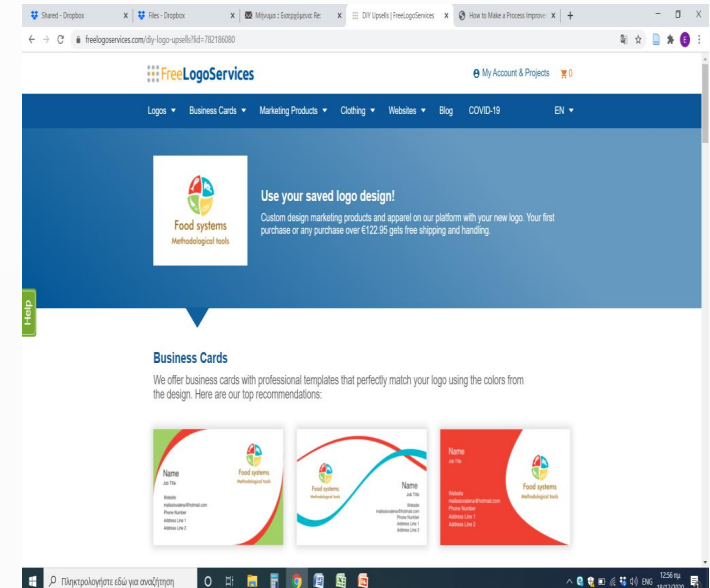 Shared - Dropbox
Files - Dropbox
Μήνυμα :: Εισερχόμενα: Re:
DIY Upsells | FreeLogoServices
How to Make a Process Improve
freelogoservices.com/diy-logo-upsells?lid=782186080
FreeLogoServices
My Account & Projects
0
Logos
Business Cards
Marketing Products
Clothing
Websites
Blog
COVID-19
EN
Food systems
Methodological tools
Use your saved logo design!
Custom design marketing products and apparel on our platform with your new logo. Your first
purchase or any purchase over €122.95 gets free shipping and handling.
Help
Business Cards
We offer business cards with professional templates that perfectly match your logo using the colors from
the design. Here are our top recommendations:
Name
Job Title
Website
Phone Number
Address Line 1
Address Line 2
Food systems
Methodological tools
Food systems
Methodological tools
Name
Job Title
Website
Phone Number
Address Line 1
Address Line 2
Name
Job Title
Website
Phone Number
Address Line 1
Address Line 2
Food systems
Methodological tools
Πληκτρολογήστε εδώ για αναζήτηση
ENG
12:56 πμ
18/12/2020